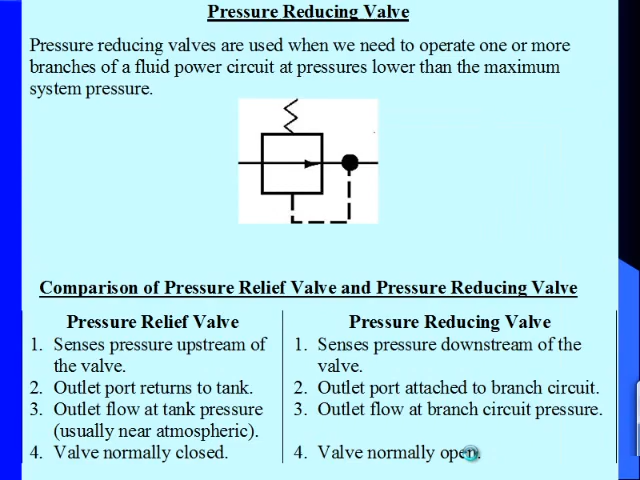 Pressure Reducing Valve
Pressure reducing valves are used when we need to operate one or more
branches of a fluid power circuit at pressures lower than the maximum
system pressure.
Comparison of Pressure Relief Valve and Pressure Reducing Valve
Pressure Relief Valve
1. Senses pressure upstream of
the valve.
2. Outlet port returns to tank.
3. Outlet flow at tank pressure
(usually near atmospheric).
4. Valve normally closed.
Pressure Reducing Valve
1. Senses pressure downstream of the
valve.
2. Outlet port attached to branch circuit.
3. Outlet flow at branch circuit pressure.
4. Valve normally open.